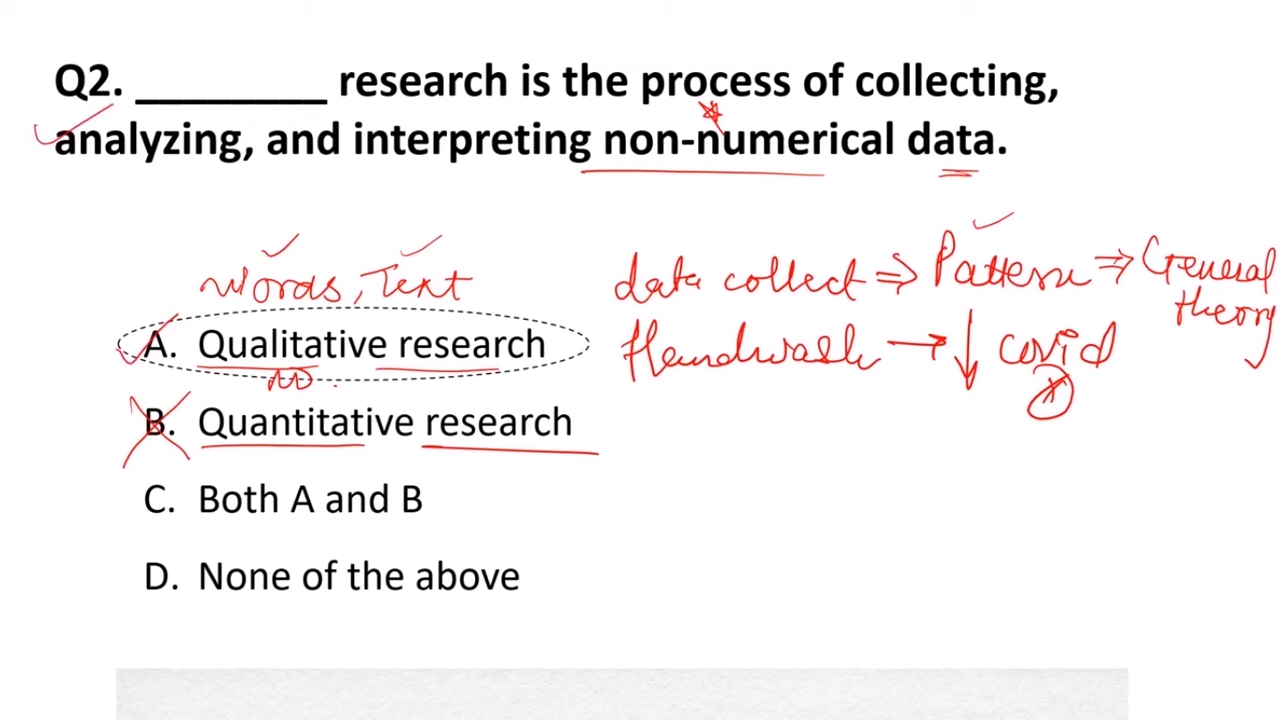 Q2. ________ research is the process of collecting,
analyzing, and interpreting non-numerical data.
words, Text
data collect ⇒ Pattern ⇒ General
theory
A. Qualitative research
Handwash → ↓ covid
B. Quantitative research
C. Both A and B
D. None of the above